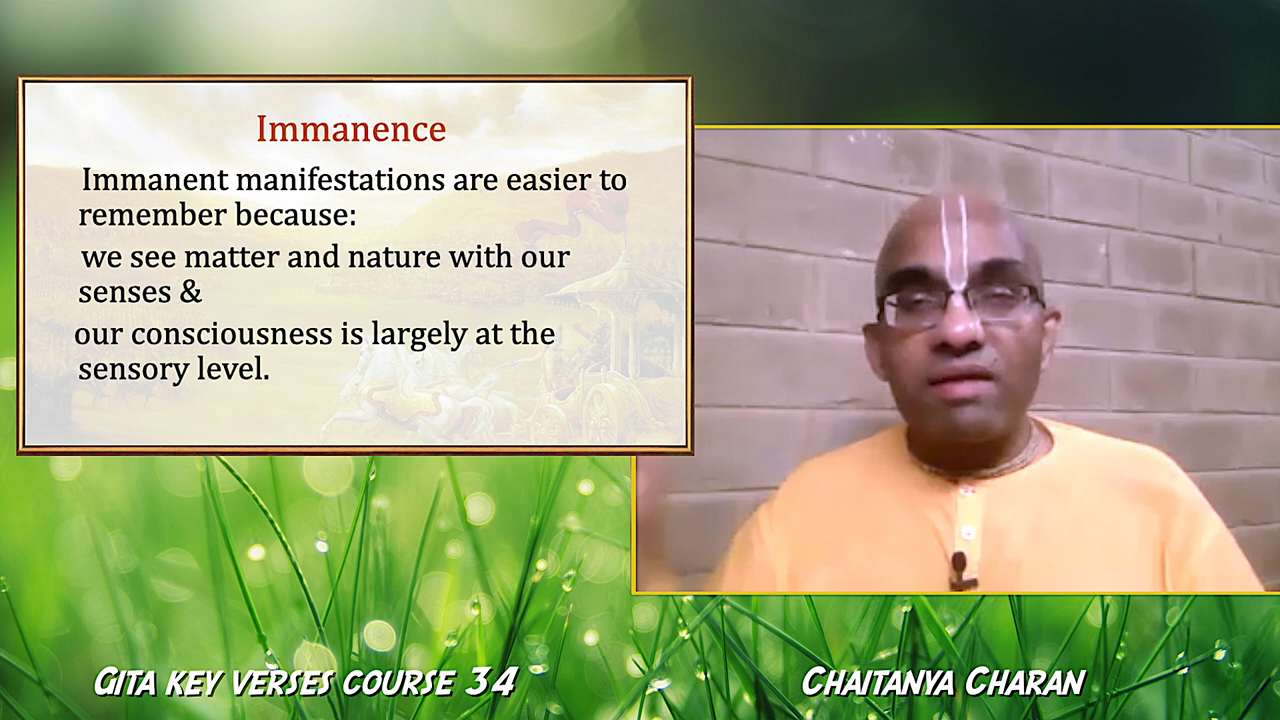 Immanence
Immanent manifestations are easier to
remember because:
we see matter and nature with our
senses &
our consciousness is largely at the
sensory level.
Gita key verses course 34
Chaitanya Charan